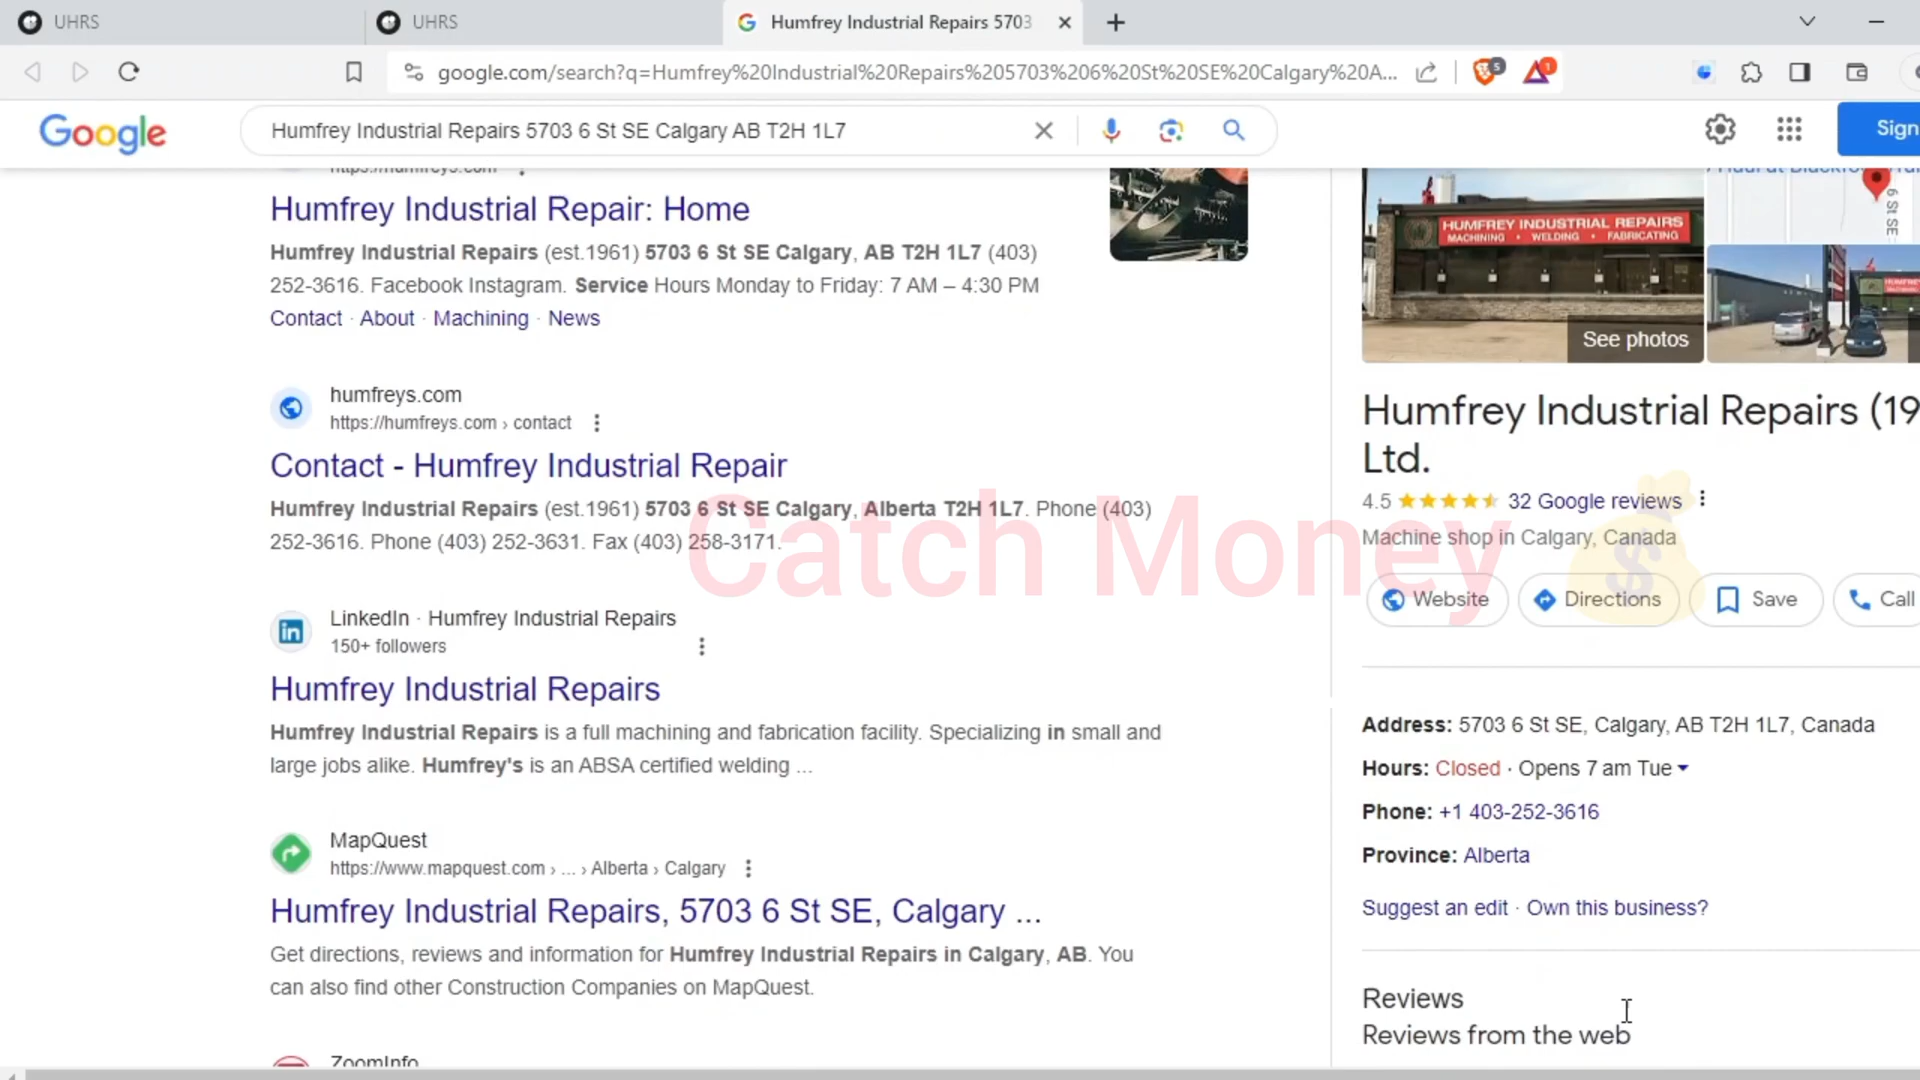 UHRS
UHRS
Humfrey Industrial Repairs 5703
google.com/search?q=Humfrey%20Industrial%20Repairs%205703%206%20St%20SE%20Calgary%20A...
5
1
Google
Humfrey Industrial Repairs 5703 6 St SE Calgary AB T2H 1L7
Sign
https://humfreys.com
Humfrey Industrial Repair: Home
Humfrey Industrial Repairs (est.1961) 5703 6 St SE Calgary, AB T2H 1L7 (403)
252-3616. Facebook Instagram. Service Hours Monday to Friday: 7 AM – 4:30 PM
Contact · About · Machining · News
humfreys.com
https://humfreys.com › contact
Contact - Humfrey Industrial Repair
Humfrey Industrial Repairs (est.1961) 5703 6 St SE Calgary, Alberta T2H 1L7. Phone (403)
252-3616. Phone (403) 252-3631. Fax (403) 258-3171.
LinkedIn · Humfrey Industrial Repairs
150+ followers
Humfrey Industrial Repairs
Humfrey Industrial Repairs is a full machining and fabrication facility. Specializing in small and
large jobs alike. Humfrey's is an ABSA certified welding ...
MapQuest
https://www.mapquest.com › ... › Alberta › Calgary
Humfrey Industrial Repairs, 5703 6 St SE, Calgary ...
Get directions, reviews and information for Humfrey Industrial Repairs in Calgary, AB. You
can also find other Construction Companies on MapQuest.
ZoomInfo
HUMFREY INDUSTRIAL REPAIRS
MACHINING • WELDING • FABRICATING
See photos
6 St SE
Humfrey Industrial Repairs (19
Ltd.
4.5 32 Google reviews
Machine shop in Calgary, Canada
Website
Directions
Save
Call
Address: 5703 6 St SE, Calgary, AB T2H 1L7, Canada
Hours: Closed · Opens 7 am Tue
Phone: +1 403-252-3616
Province: Alberta
Suggest an edit · Own this business?
Reviews
Reviews from the web
Catch Money
$